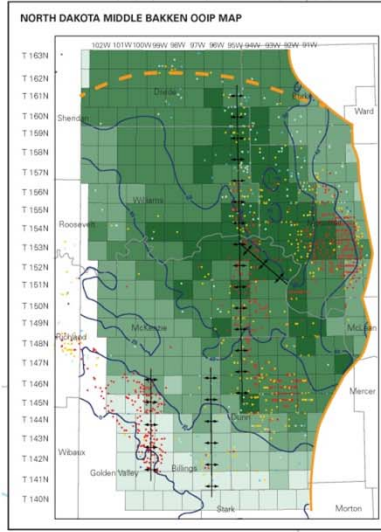 NORTH DAKOTA MIDDLE BAKKEN OOIP MAP
102W 101W 100W 99W 98W 97W 96W 95W 94W 93W 92W 91W
T 163N
T 162N
T 161N
Divide
Ward
T 160N
Sheridan
T 159N
T 158N
T 157N
T 156N
Williams
T 155N
Roosevelt
T 154N
T 153N
T 152N
T 151N
T 150N
T 149N
McKenzie
McLean
Richland
T 148N
T 147N
T 146N
Mercer
T 145N
Dunn
T 144N
T 143N
Wibaux
T 142N
Golden Valley
Billings
T 141N
T 140N
Stark
Morton